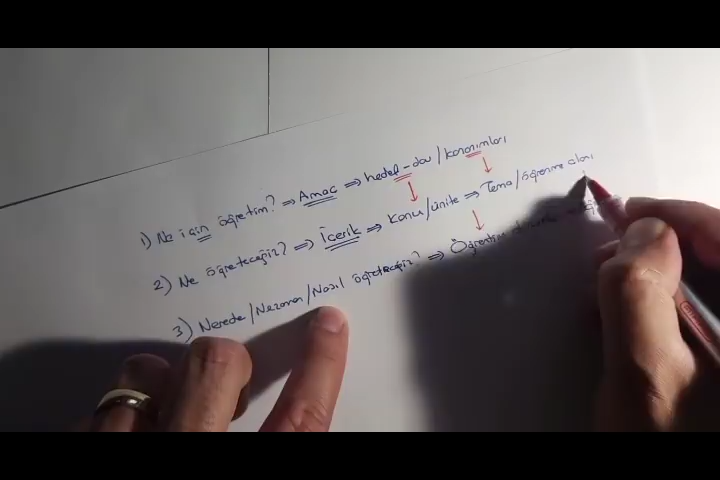 1) Ne için öğretim? ⇒ Amaç ⇒ hedef-dav/kazanımları
2) Ne öğreteceğiz? ⇒ İçerik ⇒ Konu/ünite ⇒ Tema/öğrenme alanı
3) Nerede/Nezaman/Nasıl öğreteceğiz? ⇒ Öğretim